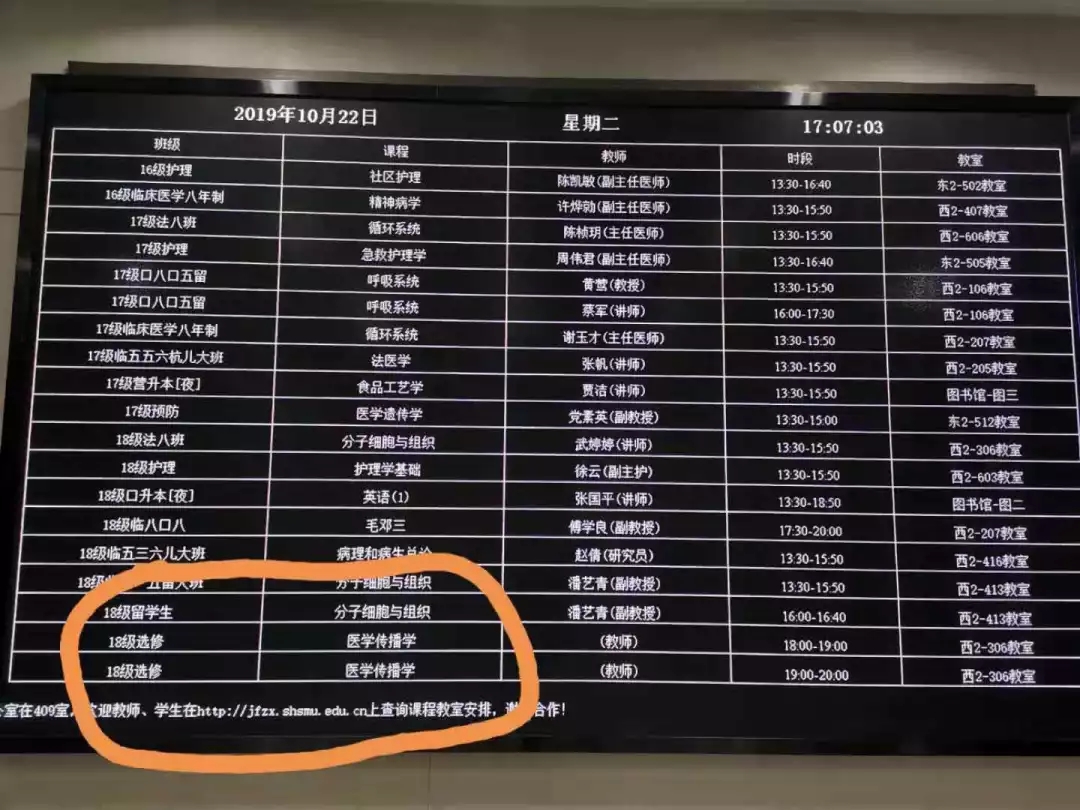 2019年10月22日 星期二 17:07:03
班级 课程 教师 时段 教室
16级护理 社区护理 陈凯敏(副主任医师) 13:30-16:40 东2-502教室
16级临床医学八年制 精神病学 许烨勍(副主任医师) 13:30-15:50 西2-407教室
17级法八班 循环系统 陈桢玥(主任医师) 13:30-15:50 西2-606教室
17级护理 急救护理学 周伟君(副主任医师) 13:30-16:40 东2-505教室
17级口八口五留 呼吸系统 黄莺(教授) 13:30-15:50 西2-106教室
17级口八口五留 呼吸系统 蔡军(讲师) 16:00-17:30 西2-106教室
17级临床医学八年制 循环系统 谢玉才(主任医师) 13:30-15:50 西2-207教室
17级临五五六杭儿大班 法医学 张帆(讲师) 13:30-15:50 西2-205教室
17级营升本[夜] 食品工艺学 贾洁(讲师) 13:30-15:50 图书馆-图三
17级预防 医学遗传学 党素英(副教授) 13:30-15:00 东2-512教室
18级法八班 分子细胞与组织 武婷婷(讲师) 13:30-15:50 西2-306教室
18级护理 护理学基础 徐云(副主护) 13:30-15:50 西2-603教室
18级口升本[夜] 英语(1) 张国平(讲师) 13:30-18:50 图书馆-图二
18级临八口八 毛邓三 傅学良(副教授) 17:30-20:00 西2-207教室
18级临五三六儿大班 病理和病生总论 赵倩(研究员) 13:30-15:50 西2-416教室
18级 五留大班 分子细胞与组织 潘艺青(副教授) 13:30-15:50 西2-413教室
18级留学生 分子细胞与组织 潘艺青(副教授) 16:00-16:40 西2-413教室
18级选修 医学传播学 (教师) 18:00-19:00 西2-306教室
18级选修 医学传播学 (教师) 19:00-20:00 西2-306教室
室在409室，欢迎教师、学生在http://jfzx.shsmu.edu.cn上查询课程教室安排，谢 合作！